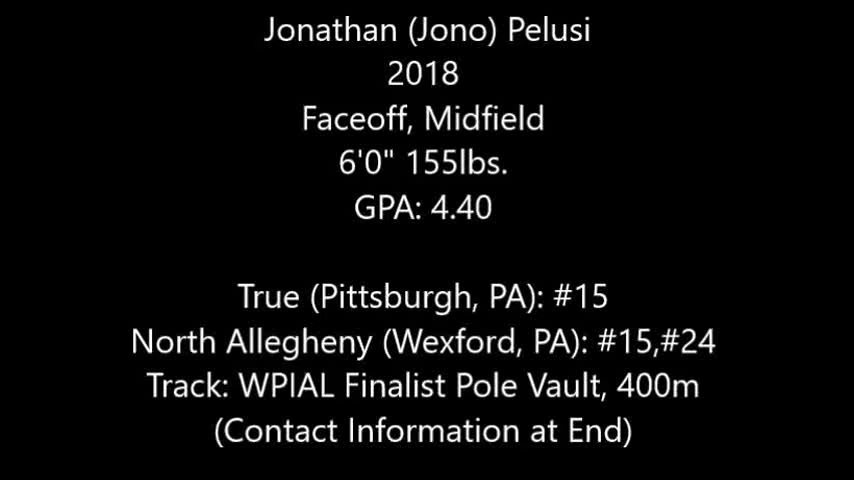 Jonathan (Jono) Pelusi
2018
Faceoff, Midfield
6'0" 155lbs.
GPA: 4.40
True (Pittsburgh, PA): #15
North Allegheny (Wexford, PA): #15,#24
Track: WPIAL Finalist Pole Vault, 400m
(Contact Information at End)